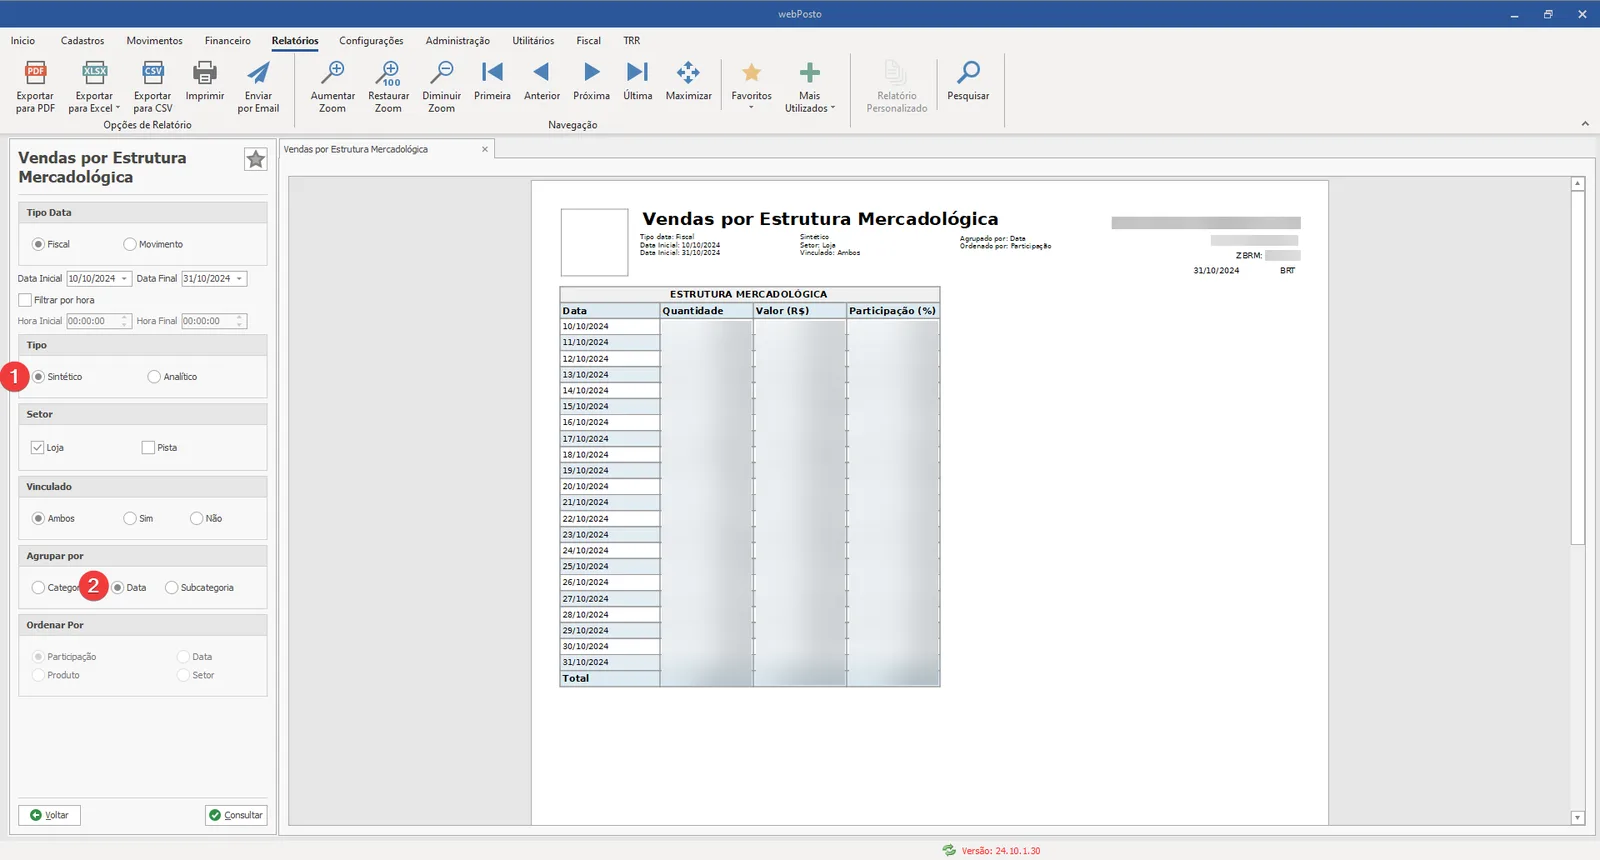 webPosto
Inicio Cadastros Movimentos Financeiro Relatórios Configurações Administração Utilitários Fiscal TRR
PDF XLSX CSV 100
Exportar para PDF
Exportar para Excel
Exportar para CSV
Imprimir
Enviar por Email
Aumentar Zoom
Restaurar Zoom
Diminuir Zoom
Primeira
Anterior
Próxima
Última
Maximizar
Favoritos
Mais Utilizados
Relatório Personalizado
Pesquisar
Opções de Relatório
Navegação
Vendas por Estrutura
Mercadológica
Tipo Data
Fiscal Movimento
Data Inicial 10/10/2024 Data Final 31/10/2024
Filtrar por hora
Hora Inicial 00:00:00 Hora Final 00:00:00
Tipo
1 Sintético Analítico
Setor
Loja Pista
Vinculado
Ambos Sim Não
Agrupar por
Categor 2 Data Subcategoria
Ordenar Por
Participação Data
Produto Setor
Voltar Consultar
Vendas por Estrutura Mercadológica
Vendas por Estrutura Mercadológica
Tipo data: Fiscal Sintetico Agrupado por: Data
Data Inicial: 10/10/2024 Setor: Loja Ordenado por: Participação
Data Inicial: 31/10/2024 Vinculado: Ambos
ZBRM:
31/10/2024 BRT
ESTRUTURA MERCADOLÓGICA
Data Quantidade Valor (R$) Participação (%)
10/10/2024
11/10/2024
12/10/2024
13/10/2024
14/10/2024
15/10/2024
16/10/2024
17/10/2024
18/10/2024
19/10/2024
20/10/2024
21/10/2024
22/10/2024
23/10/2024
24/10/2024
25/10/2024
26/10/2024
27/10/2024
28/10/2024
29/10/2024
30/10/2024
31/10/2024
Total
Versão: 24.10.1.30